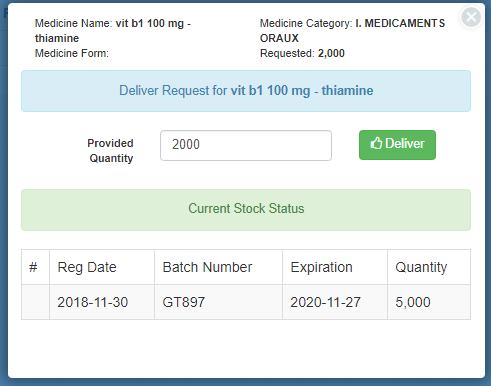 Medicine Name: vit b1 100 mg -
thiamine
Medicine Form:
Medicine Category: I. MEDICAMENTS
ORAUX
Requested: 2,000
Deliver Request for vit b1 100 mg - thiamine
Provided
Quantity
2000
Deliver
Current Stock Status
# Reg Date Batch Number Expiration Quantity
2018-11-30 GT897 2020-11-27 5,000